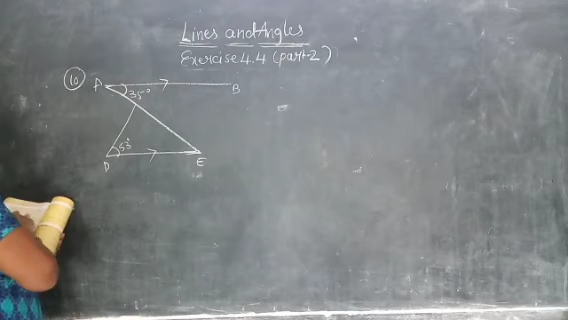 Lines and Angles
Exercise 4.4 (part-2)
10
A
35°
B
53°
D
E